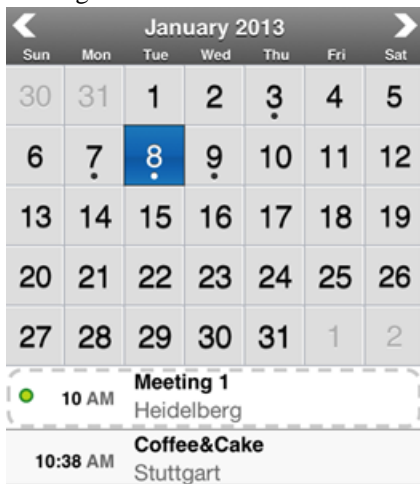 January 2013
Sun Mon Tue Wed Thu Fri Sat
30 31 1 2 3 4 5
6 7 8 9 10 11 12
13 14 15 16 17 18 19
20 21 22 23 24 25 26
27 28 29 30 31 1 2
10 AM Meeting 1
Heidelberg
10:38 AM Coffee&Cake
Stuttgart